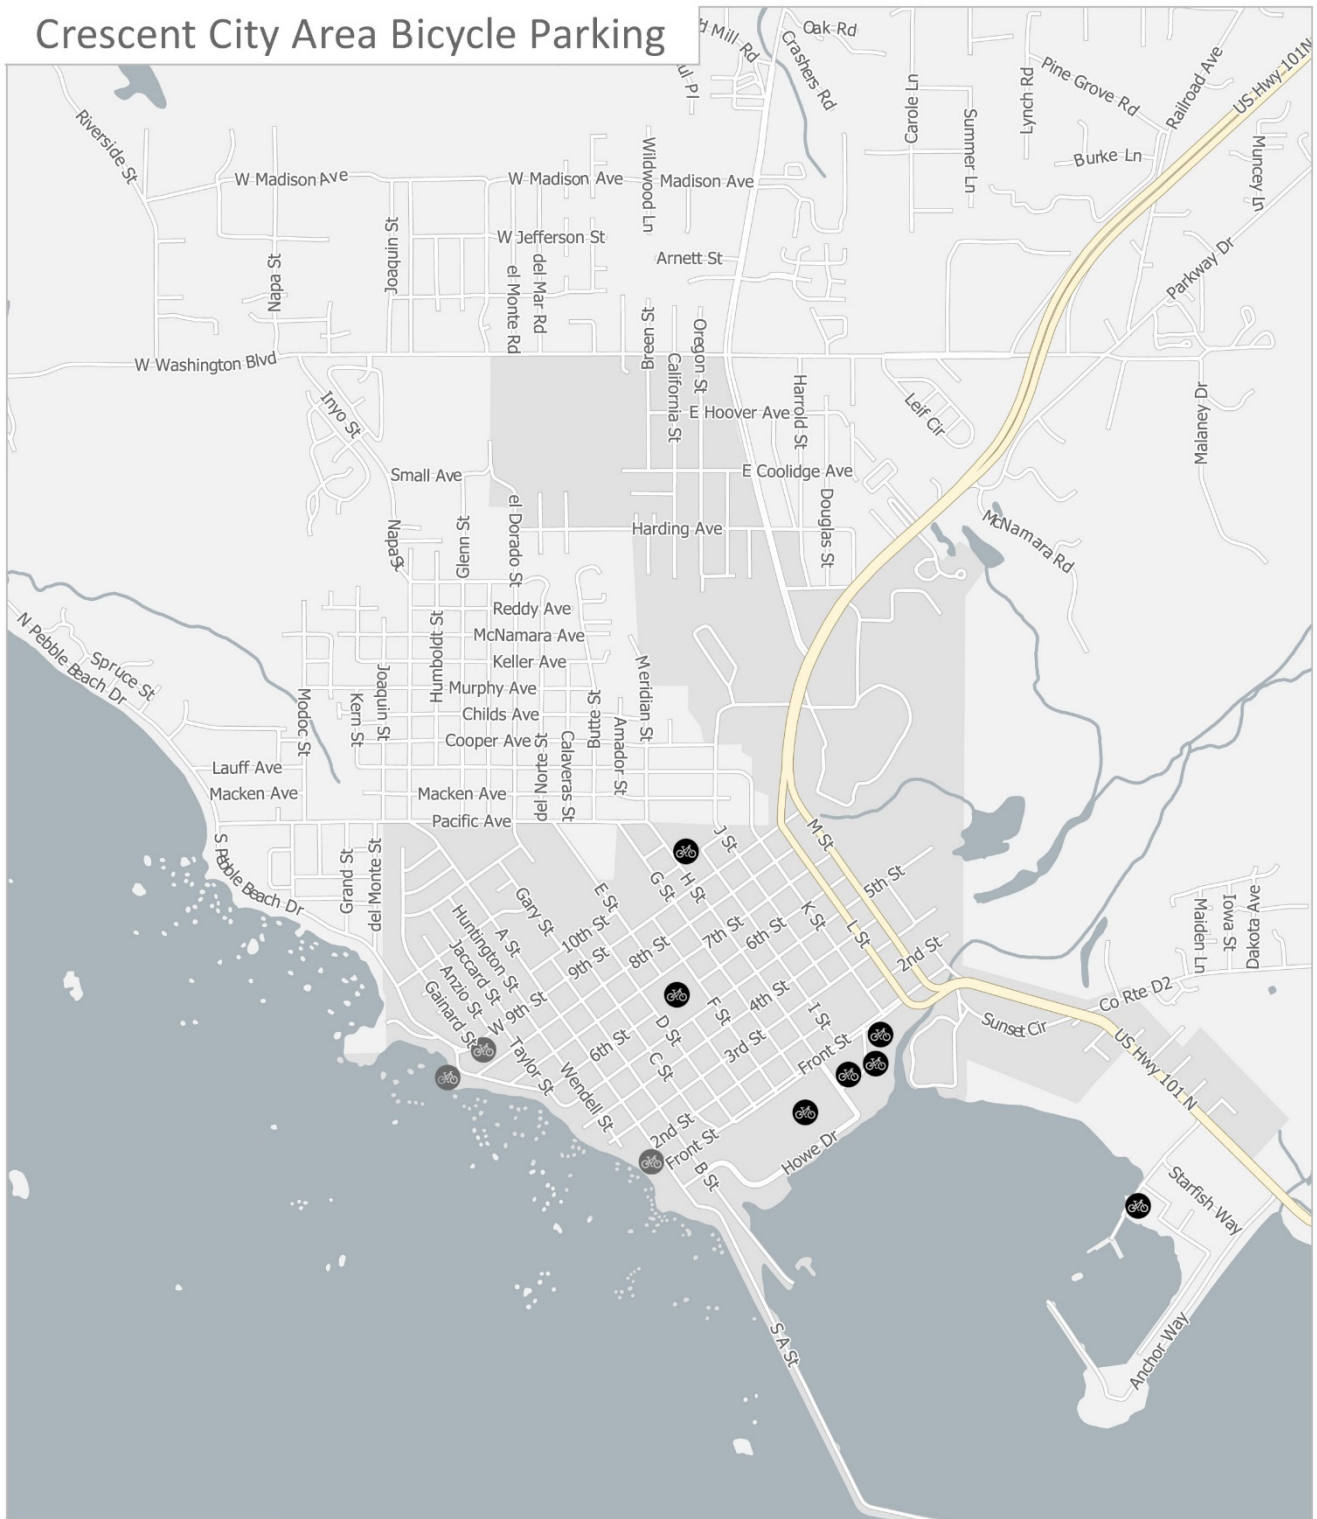 Crescent City Area Bicycle Parking
d Mill Rd
Oak Rd
Crashers Rd
ul Pl
Carole Ln
Summer Ln
Lynch Rd
Pine Grove Rd
Railroad Ave
US Hwy 101N
Burke Ln
Muncey Ln
Riverside St
W Madison Ave
W Madison Ave
Wildwood Ln
Madison Ave
Joaquin St
W Jefferson St
Napa St
el Monte Rd
del Mar Rd
Arnett St
Parkway Dr
W Washington Blvd
Breen St
California St
Oregon St
Inyo St
E Hoover Ave
Harrold St
Leif Cir
Malaney Dr
Small Ave
E Coolidge Ave
el Dorado St
Glenn St
Napa St
Harding Ave
Douglas St
McNamara Rd
N Pebble Beach Dr
Spruce St
Reddy Ave
McNamara Ave
Humboldt St
Keller Ave
Joaquin St
Murphy Ave
Meridian St
Modoc St
Kern St
Childs Ave
Butte St
Amador St
Cooper Ave
del Norte St
Calaveras St
Lauff Ave
Macken Ave
Macken Ave
Pacific Ave
S Pebble Beach Dr
Grand St
del Monte St
J St
M St
G St
H St
E St
5th St
Gary St
Huntington St
A St
10th St
9th St
8th St
7th St
6th St
K St
L St
Maiden Ln
Iowa St
Dakota Ave
Jaccard St
Anzio St
Gainard St
W 9th St
2nd St
4th St
F St
I St
Co Rte D2
Sunset Cir
6th St
D St
3rd St
Front St
Taylor St
Wendell St
C St
US Hwy 101 N
2nd St
Front St
B St
Howe Dr
Starfish Way
S A St
Anchor Way